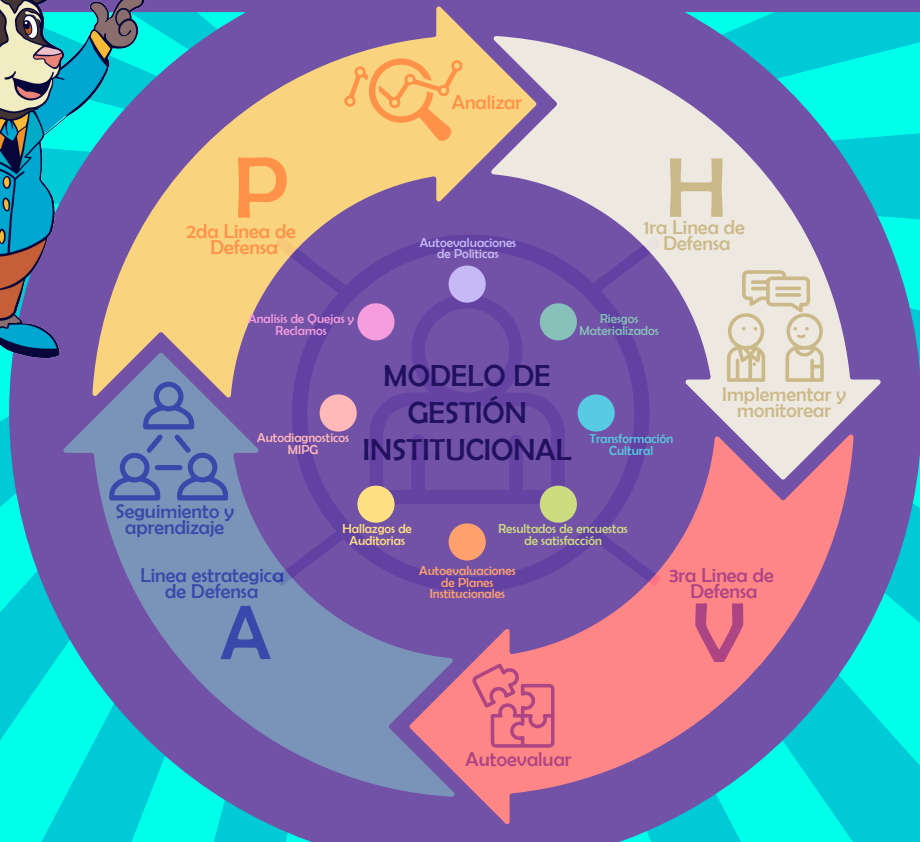 Analizar
P
2da Linea de
Defensa
H
1ra Linea de
Defensa
Implementar y
monitorear
3ra Linea de
Defensa
V
Autoevaluar
Seguimiento y
aprendizaje
Linea estrategica
de Defensa
A
Autoevaluaciones
de Politicas
Riesgos
Materializados
Transformación
Cultural
Resultados de encuestas
de satisfacción
Autoevaluaciones
de Planes
Institucionales
Hallazgos de
Auditorias
Autodiagnosticos
MIPG
Analisis de Quejas y
Reclamos
MODELO DE
GESTIÓN
INSTITUCIONAL